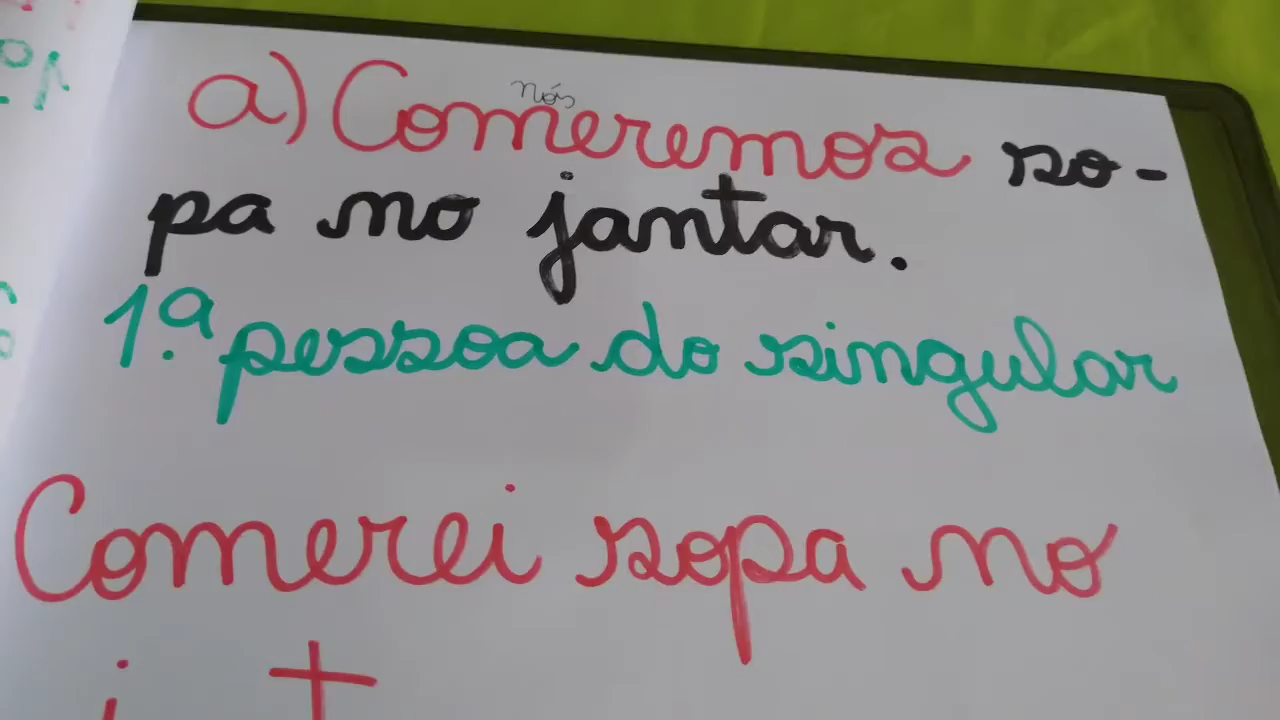 nós
a) Comeremos so-
pa no jantar.
1.ª pessoa do singular
Comerei sopa no